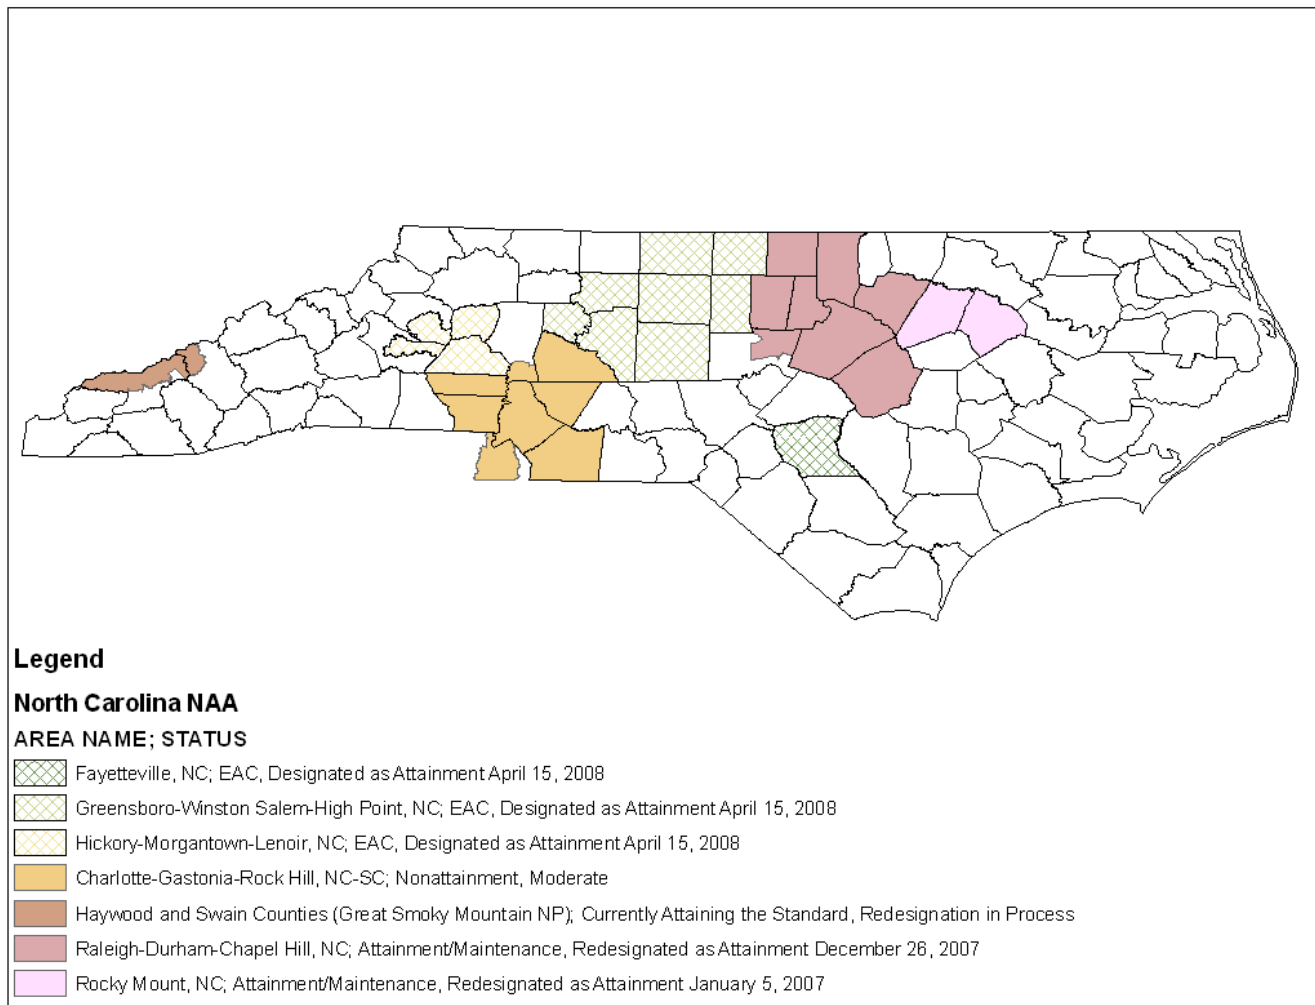 Legend
North Carolina NAA
AREA NAME; STATUS
Fayetteville, NC; EAC, Designated as Attainment April 15, 2008
Greensboro-Winston Salem-High Point, NC; EAC, Designated as Attainment April 15, 2008
Hickory-Morgantown-Lenoir, NC; EAC, Designated as Attainment April 15, 2008
Charlotte-Gastonia-Rock Hill, NC-SC; Nonattainment, Moderate
Haywood and Swain Counties (Great Smoky Mountain NP); Currently Attaining the Standard, Redesignation in Process
Raleigh-Durham-Chapel Hill, NC; Attainment/Maintenance, Redesignated as Attainment December 26, 2007
Rocky Mount, NC; Attainment/Maintenance, Redesignated as Attainment January 5, 2007